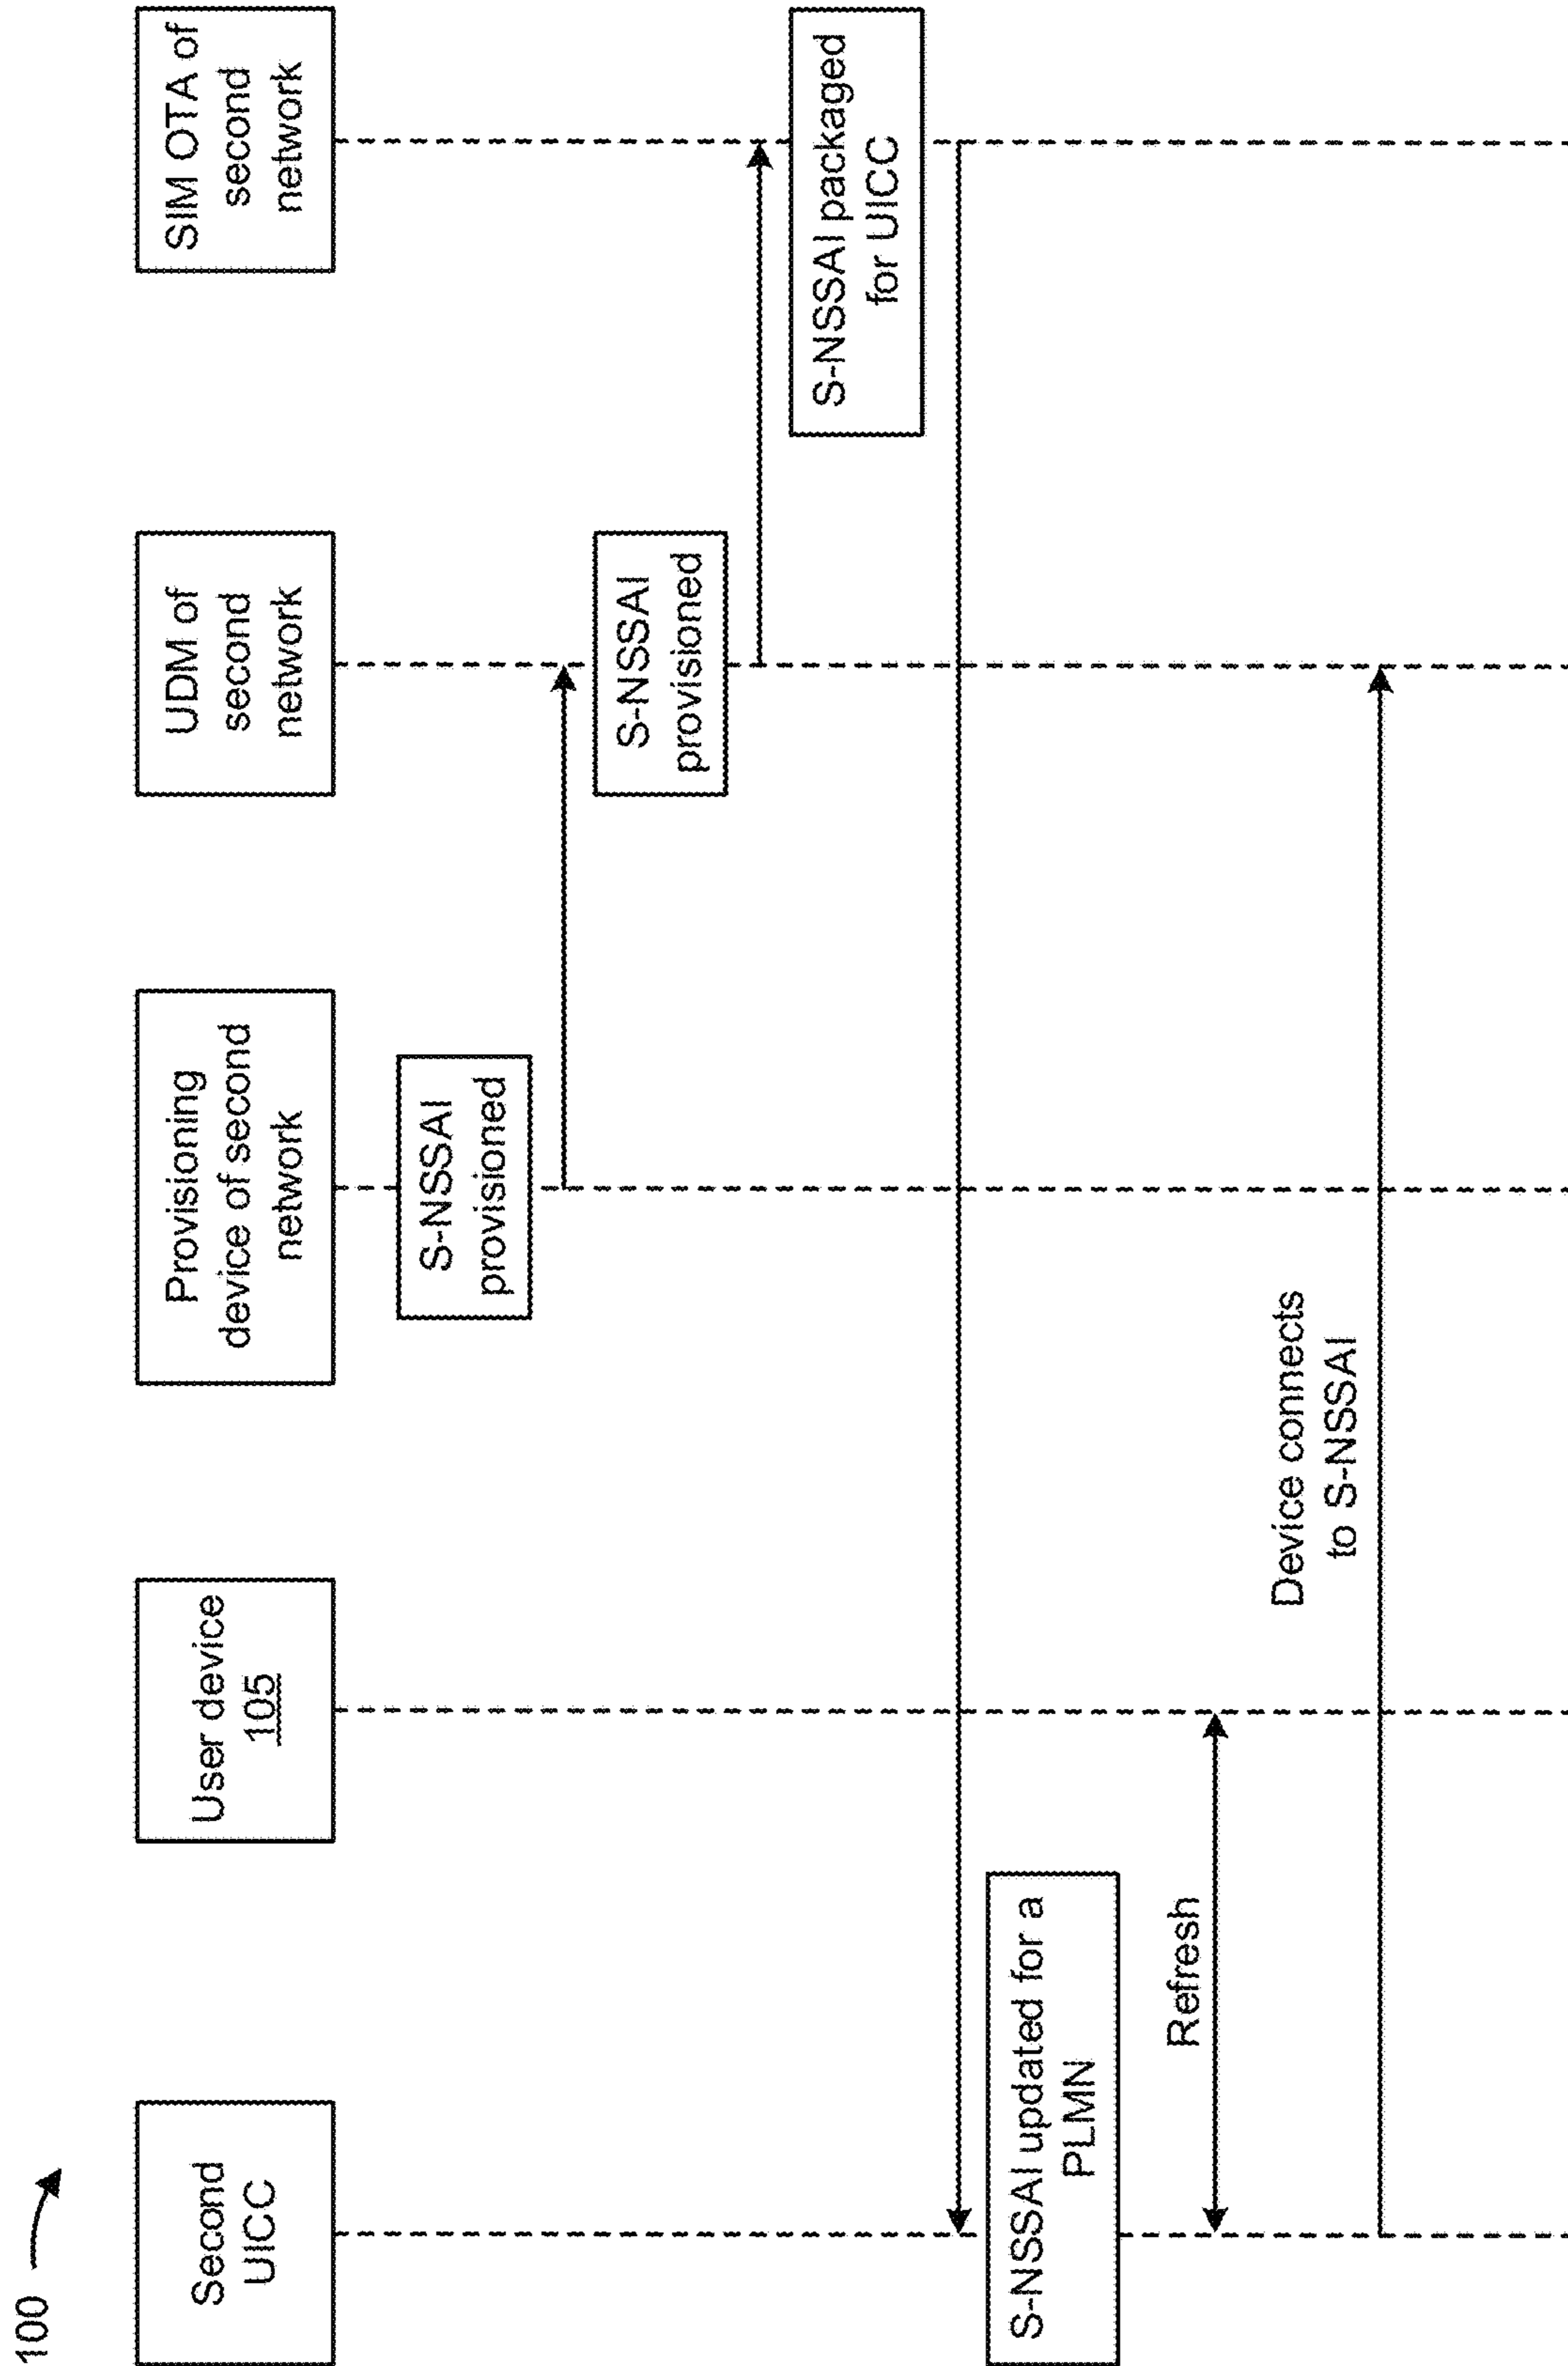 100
Second
UICC
User device
105
Provisioning
device of second
network
UDM of
second
network
SIM OTA of
second
network
S-NSSAI
provisioned
S-NSSAI
provisioned
S-NSSAI packaged
for UICC
S-NSSAI updated for a
PLMN
Refresh
Device connects
to S-NSSAI